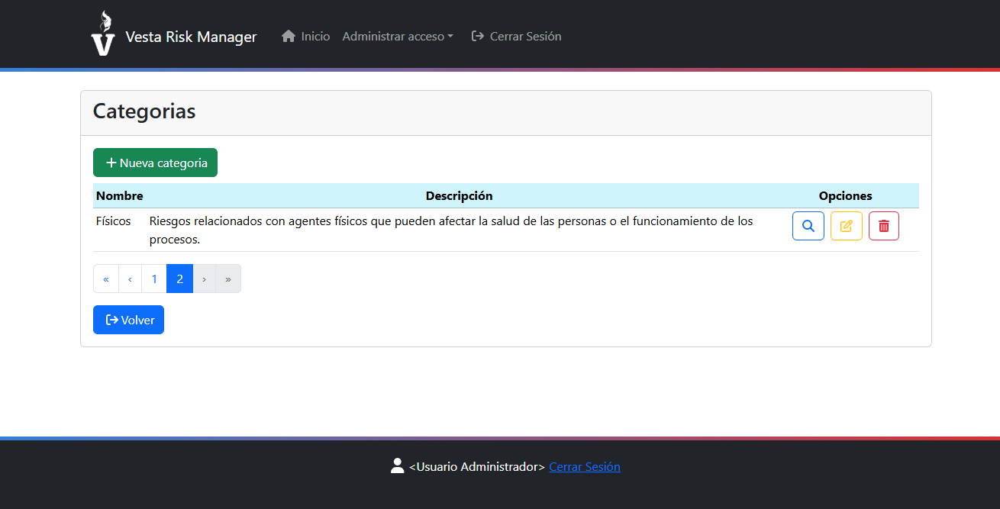 V Vesta Risk Manager Inicio Administrar acceso Cerrar Sesión
Categorias
+ Nueva categoria
Nombre Descripción Opciones
Físicos Riesgos relacionados con agentes físicos que pueden afectar la salud de las personas o el funcionamiento de los
procesos.
« ‹ 1 2 › »
Volver
<Usuario Administrador> Cerrar Sesión